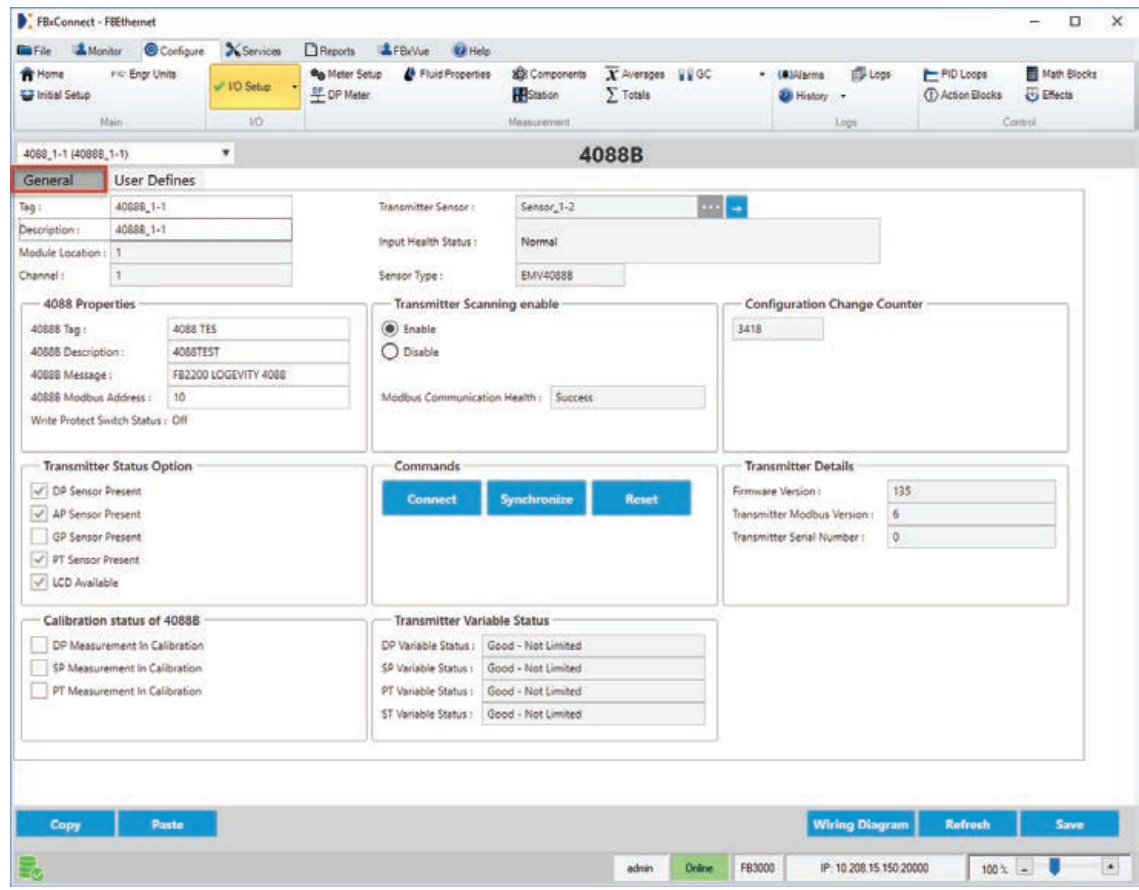 FBxConnect - FBEthernet
File Monitor Configure Services Reports FBxVue Help
Home Engr Units I/O Setup Meter Setup Fluid Properties Components Averages GC Alarms Logs PID Loops Math Blocks
Initial Setup DP Meter Station Totals History Action Blocks Effects
Main I/O Measurement Logs Control
4088_1-1 (4088B_1-1) 4088B
General User Defines
Tag : 4088B_1-1 Transmitter Sensor : Sensor_1-2 ...
Description : 4088B_1-1
Input Health Status : Normal
Module Location : 1
Channel : 1 Sensor Type : EMV4088B
4088 Properties Transmitter Scanning enable Configuration Change Counter
4088B Tag : 4088 TES Enable 3418
4088B Description : 4088TEST Disable
4088B Message : FB2200 LOGEVITY 4088
4088B Modbus Address : 10 Modbus Communication Health : Success
Write Protect Switch Status : Off
Transmitter Status Option Commands Transmitter Details
DP Sensor Present Connect Synchronize Reset Firmware Version : 135
AP Sensor Present Transmitter Modbus Version : 6
GP Sensor Present Transmitter Serial Number : 0
PT Sensor Present
LCD Available
Calibration status of 4088B Transmitter Variable Status
DP Measurement In Calibration DP Variable Status : Good - Not Limited
SP Measurement In Calibration SP Variable Status : Good - Not Limited
PT Measurement In Calibration PT Variable Status : Good - Not Limited
ST Variable Status : Good - Not Limited
Copy Paste Wiring Diagram Refresh Save
admin Online FB3000 IP: 10.208.15.150:20000 100 %